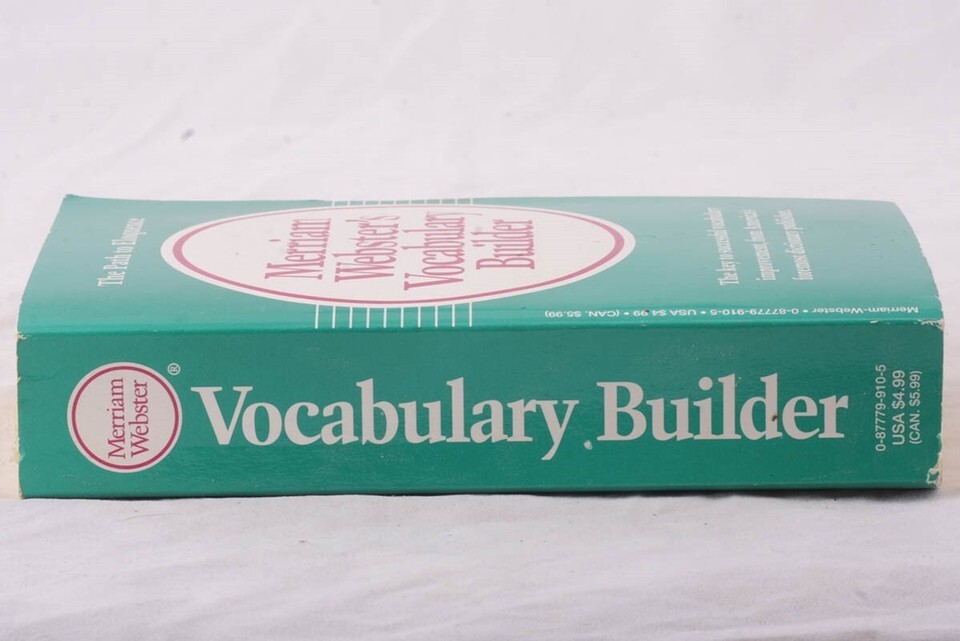 The Path to Eloquence
Merriam
Webster's
Vocabulary
Builder
The key to successful vocabulary
improvement, from America's
foremost dictionary publisher.
Merriam-Webster • 0-87779-910-5 • USA $4.99 • (CAN. $5.99)
Merriam
Webster
®
Vocabulary Builder
0-87779-910-5
USA $4.99
(CAN. $5.99)